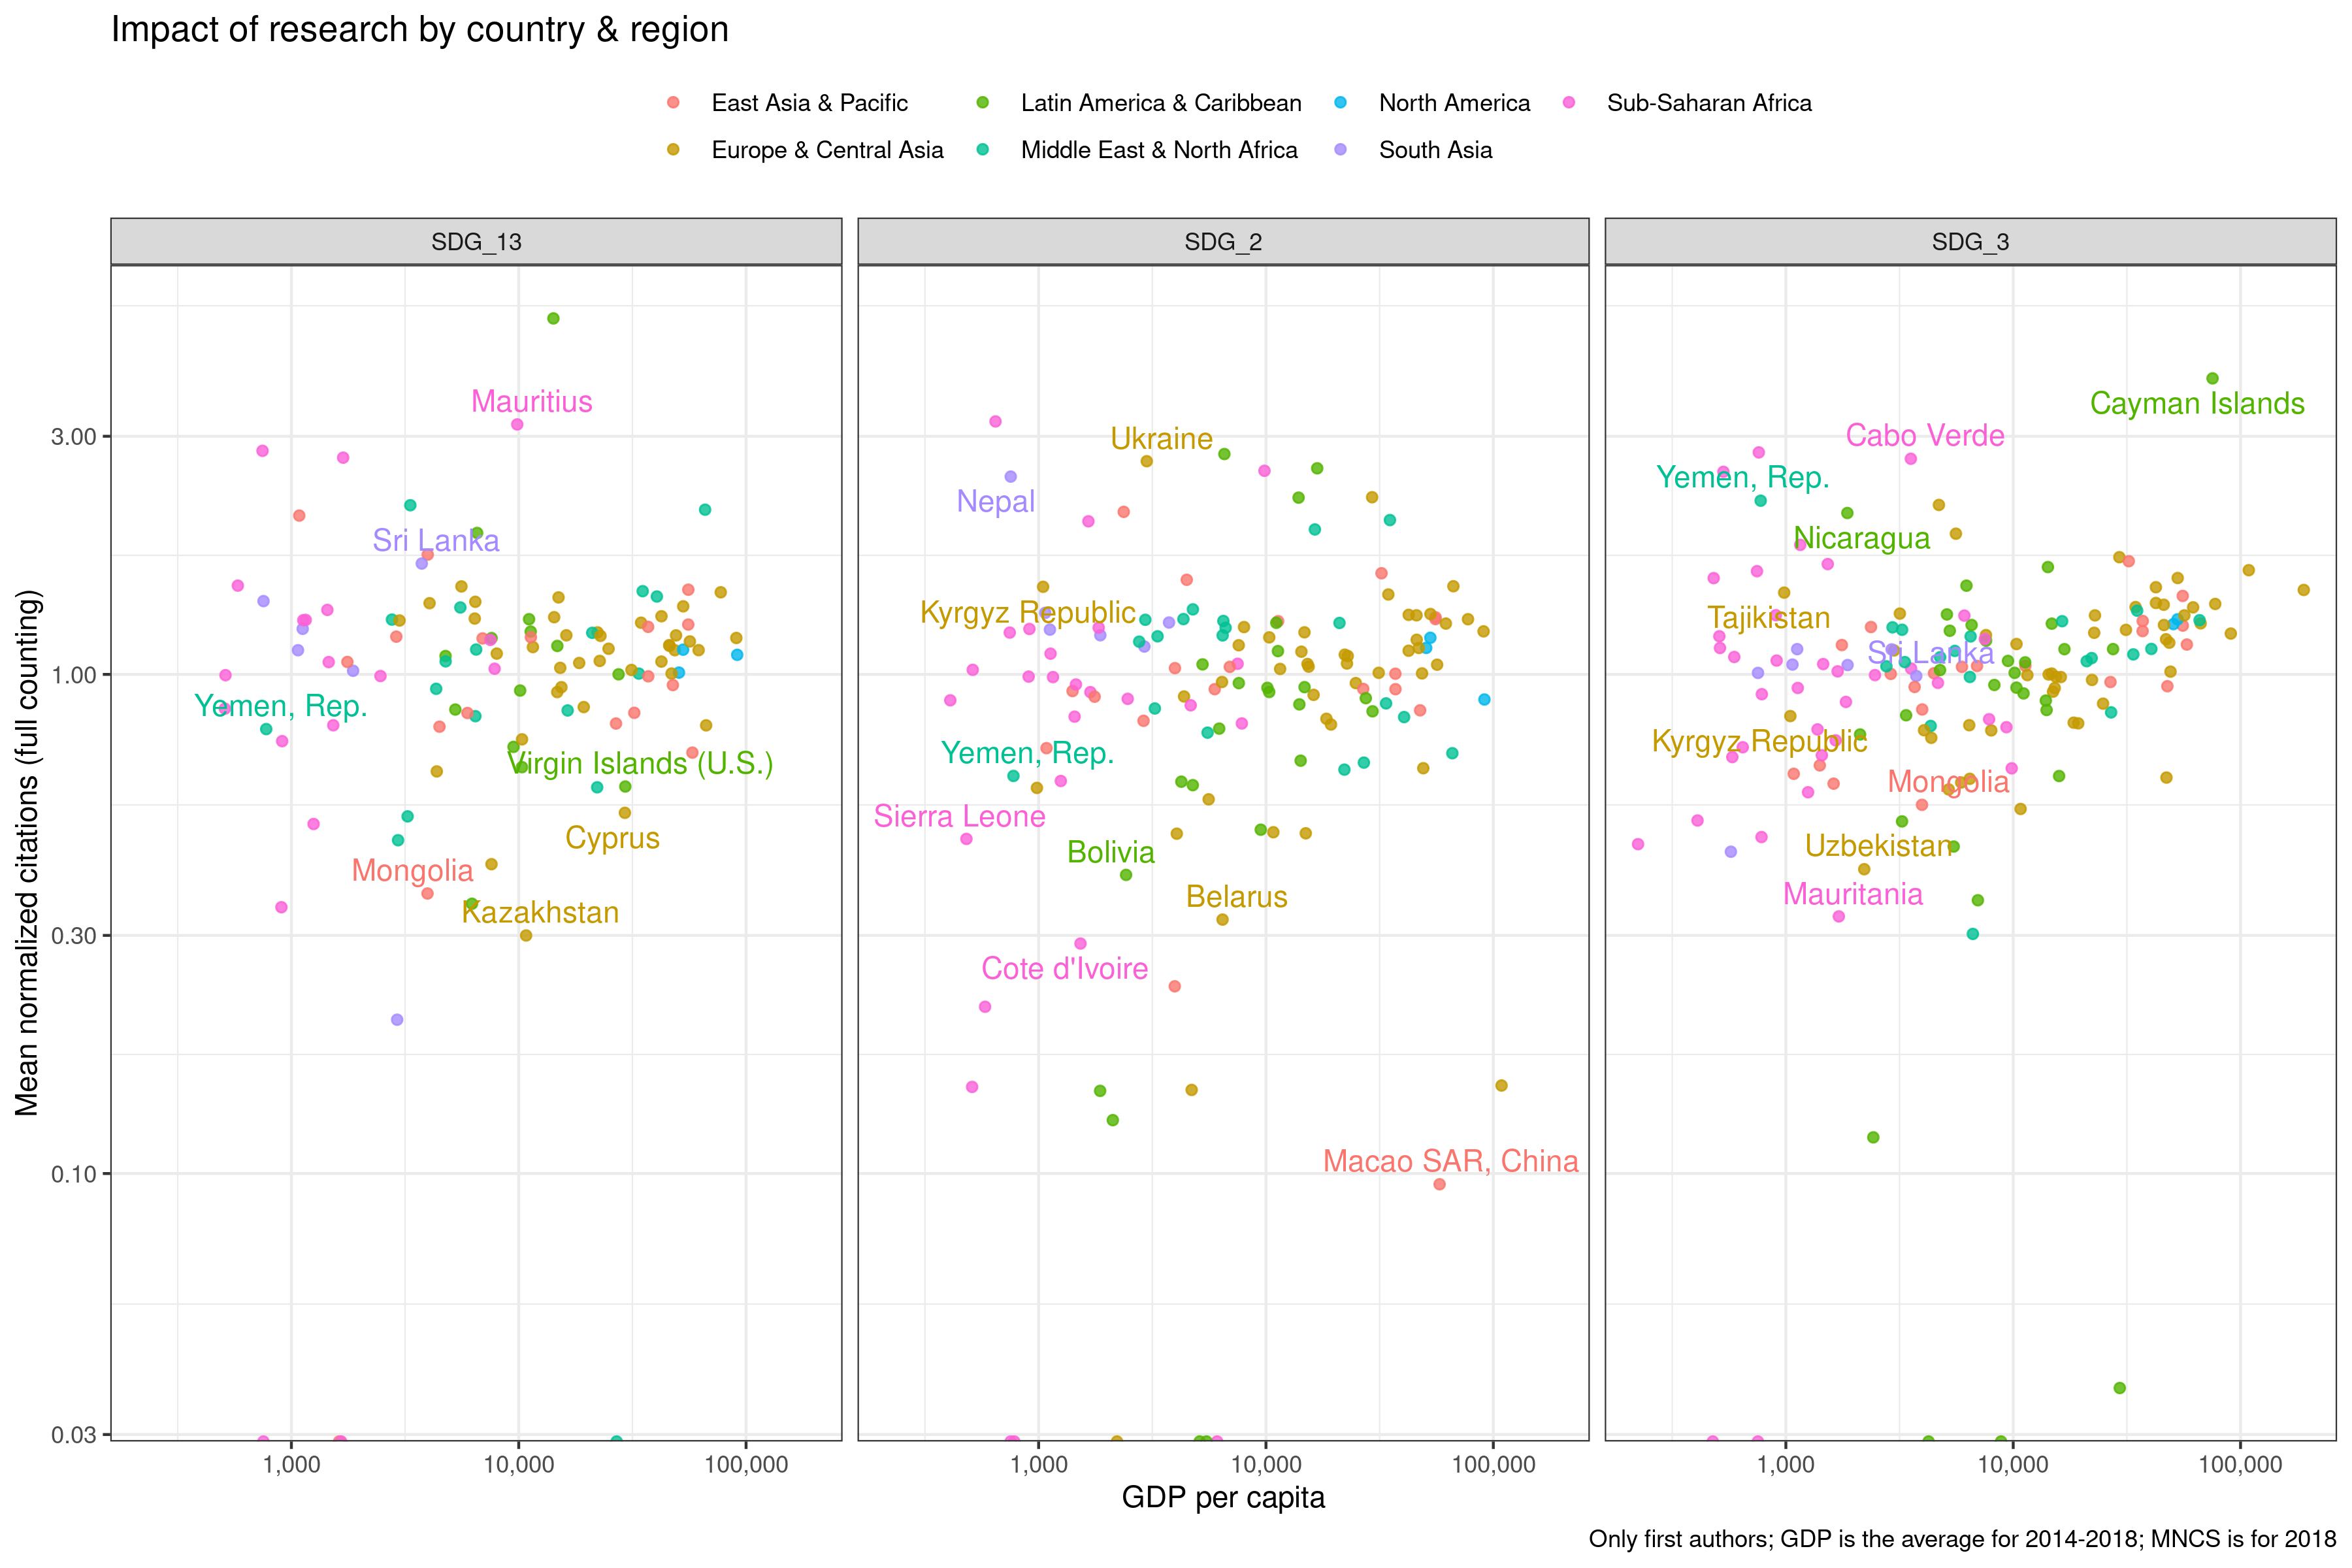 Impact of research by country & region
East Asia & Pacific
Latin America & Caribbean
North America
Sub-Saharan Africa
Europe & Central Asia
Middle East & North Africa
South Asia
SDG_13
SDG_2
SDG_3
Mean normalized citations (full counting)
3.00
1.00
0.30
0.10
0.03
Mauritius
Sri Lanka
Yemen, Rep.
Virgin Islands (U.S.)
Cyprus
Mongolia
Kazakhstan
Ukraine
Nepal
Kyrgyz Republic
Yemen, Rep.
Sierra Leone
Bolivia
Belarus
Cote d'Ivoire
Macao SAR, China
Cayman Islands
Cabo Verde
Yemen, Rep.
Nicaragua
Tajikistan
Sri Lanka
Kyrgyz Republic
Mongolia
Uzbekistan
Mauritania
1,000
10,000
100,000
1,000
10,000
100,000
1,000
10,000
100,000
GDP per capita
Only first authors; GDP is the average for 2014-2018; MNCS is for 2018